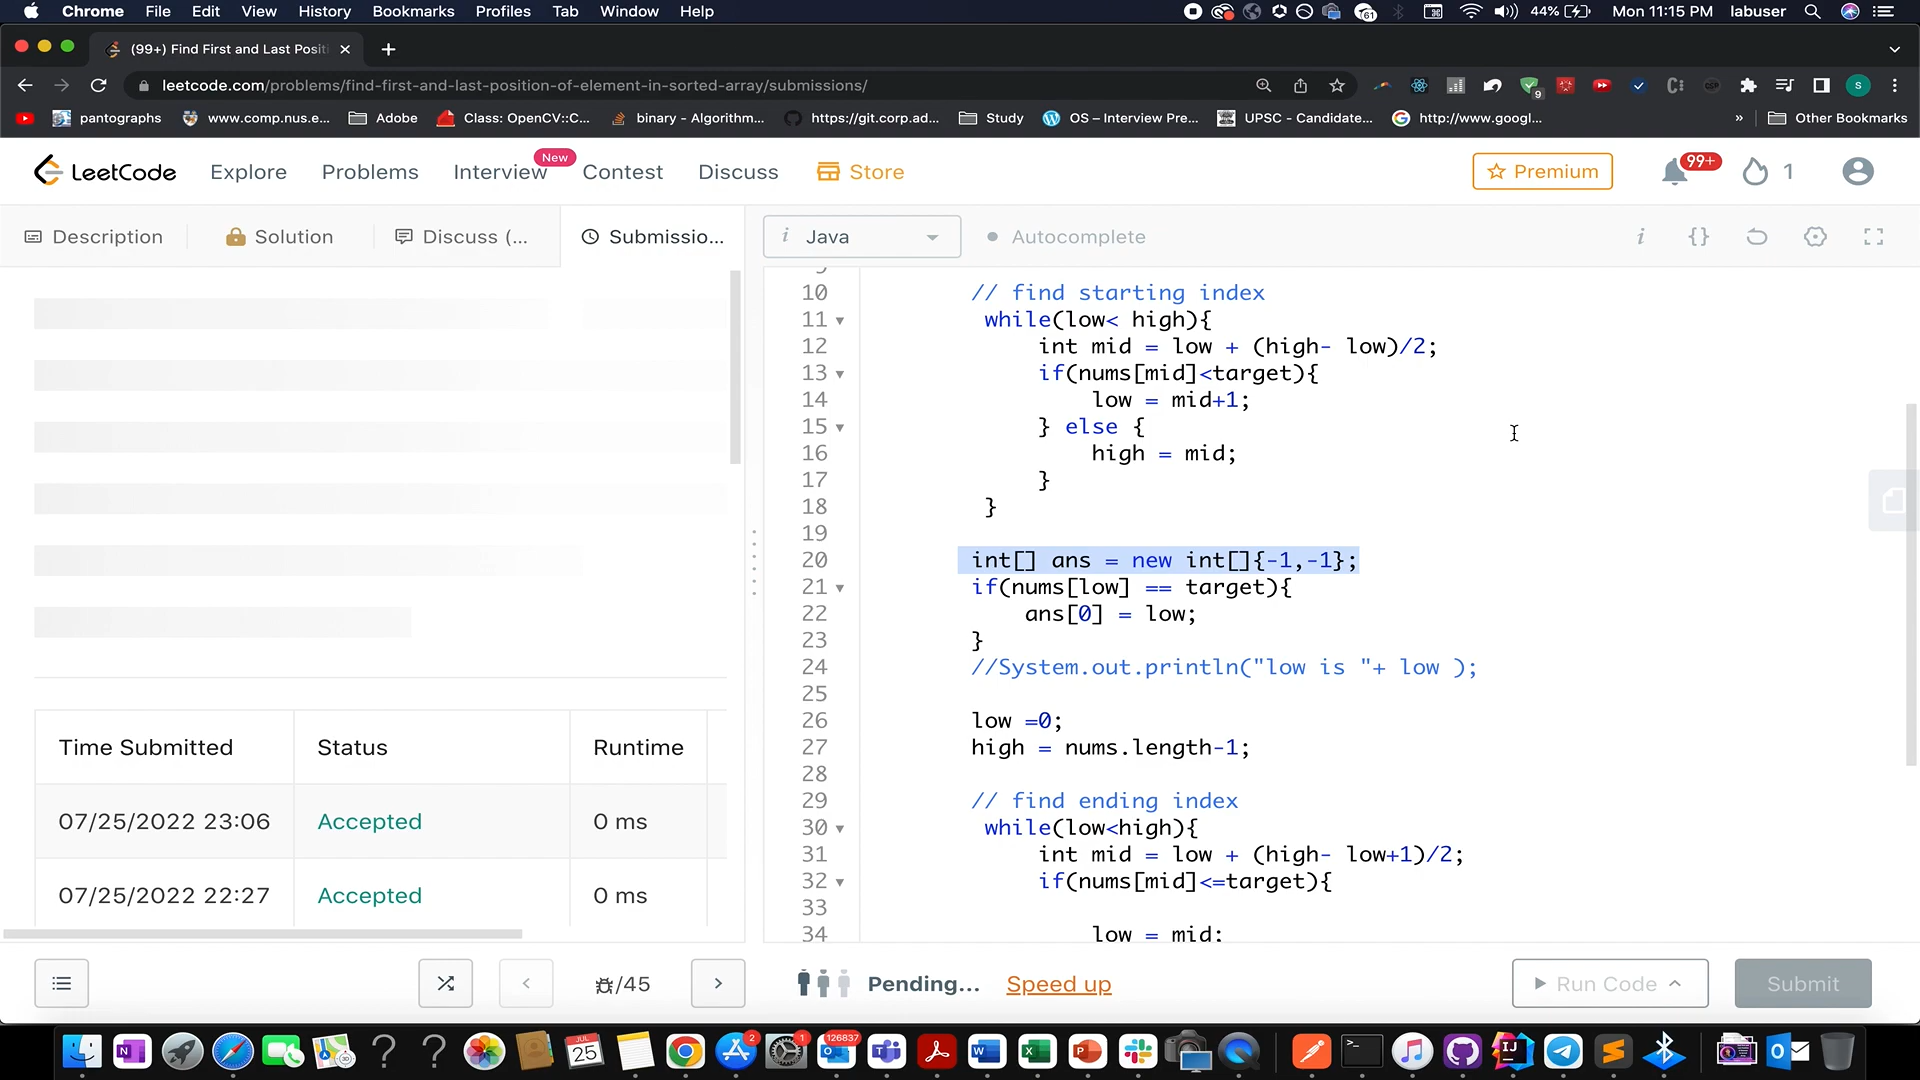 Chrome File Edit View History Bookmarks Profiles Tab Window Help 61 44% Mon 11:15 PM labuser
(99+) Find First and Last Positi
leetcode.com/problems/find-first-and-last-position-of-element-in-sorted-array/submissions/ 9 S
pantographs www.comp.nus.e... Adobe Class: OpenCV::C... binary - Algorithm... https://git.corp.ad... Study OS – Interview Pre... UPSC - Candidate... http://www.googl... » Other Bookmarks
LeetCode Explore Problems Interview New Contest Discuss Store Premium 99+ 1
Description Solution Discuss (... Submissio... i Java Autocomplete i {}
9
10 // find starting index
11 while(low< high){
12 int mid = low + (high- low)/2;
13 if(nums[mid]<target){
14 low = mid+1;
15 } else {
16 high = mid;
17 }
18 }
19
20 int[] ans = new int[]{-1,-1};
21 if(nums[low] == target){
22 ans[0] = low;
23 }
24 //System.out.println("low is "+ low );
25
26 low =0;
27 high = nums.length-1;
28
29 // find ending index
30 while(low<high){
31 int mid = low + (high- low+1)/2;
32 if(nums[mid]<=target){
33
34 low = mid;
Time Submitted Status Runtime
07/25/2022 23:06 Accepted 0 ms
07/25/2022 22:27 Accepted 0 ms
/45 Pending... Speed up Run Code Submit
N ? ? JUL 25 2 1 126837 W X P IJ